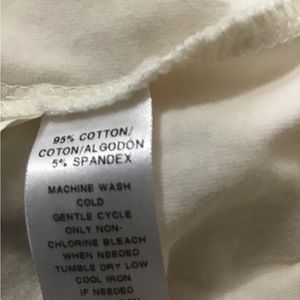 95% COTTON/
COTON/ALGODÓN
5% SPANDEX
MACHINE WASH
COLD
GENTLE CYCLE
ONLY NON-
CHLORINE BLEACH
WHEN NEEDED
TUMBLE DRY LOW
COOL IRON
IF NEEDED